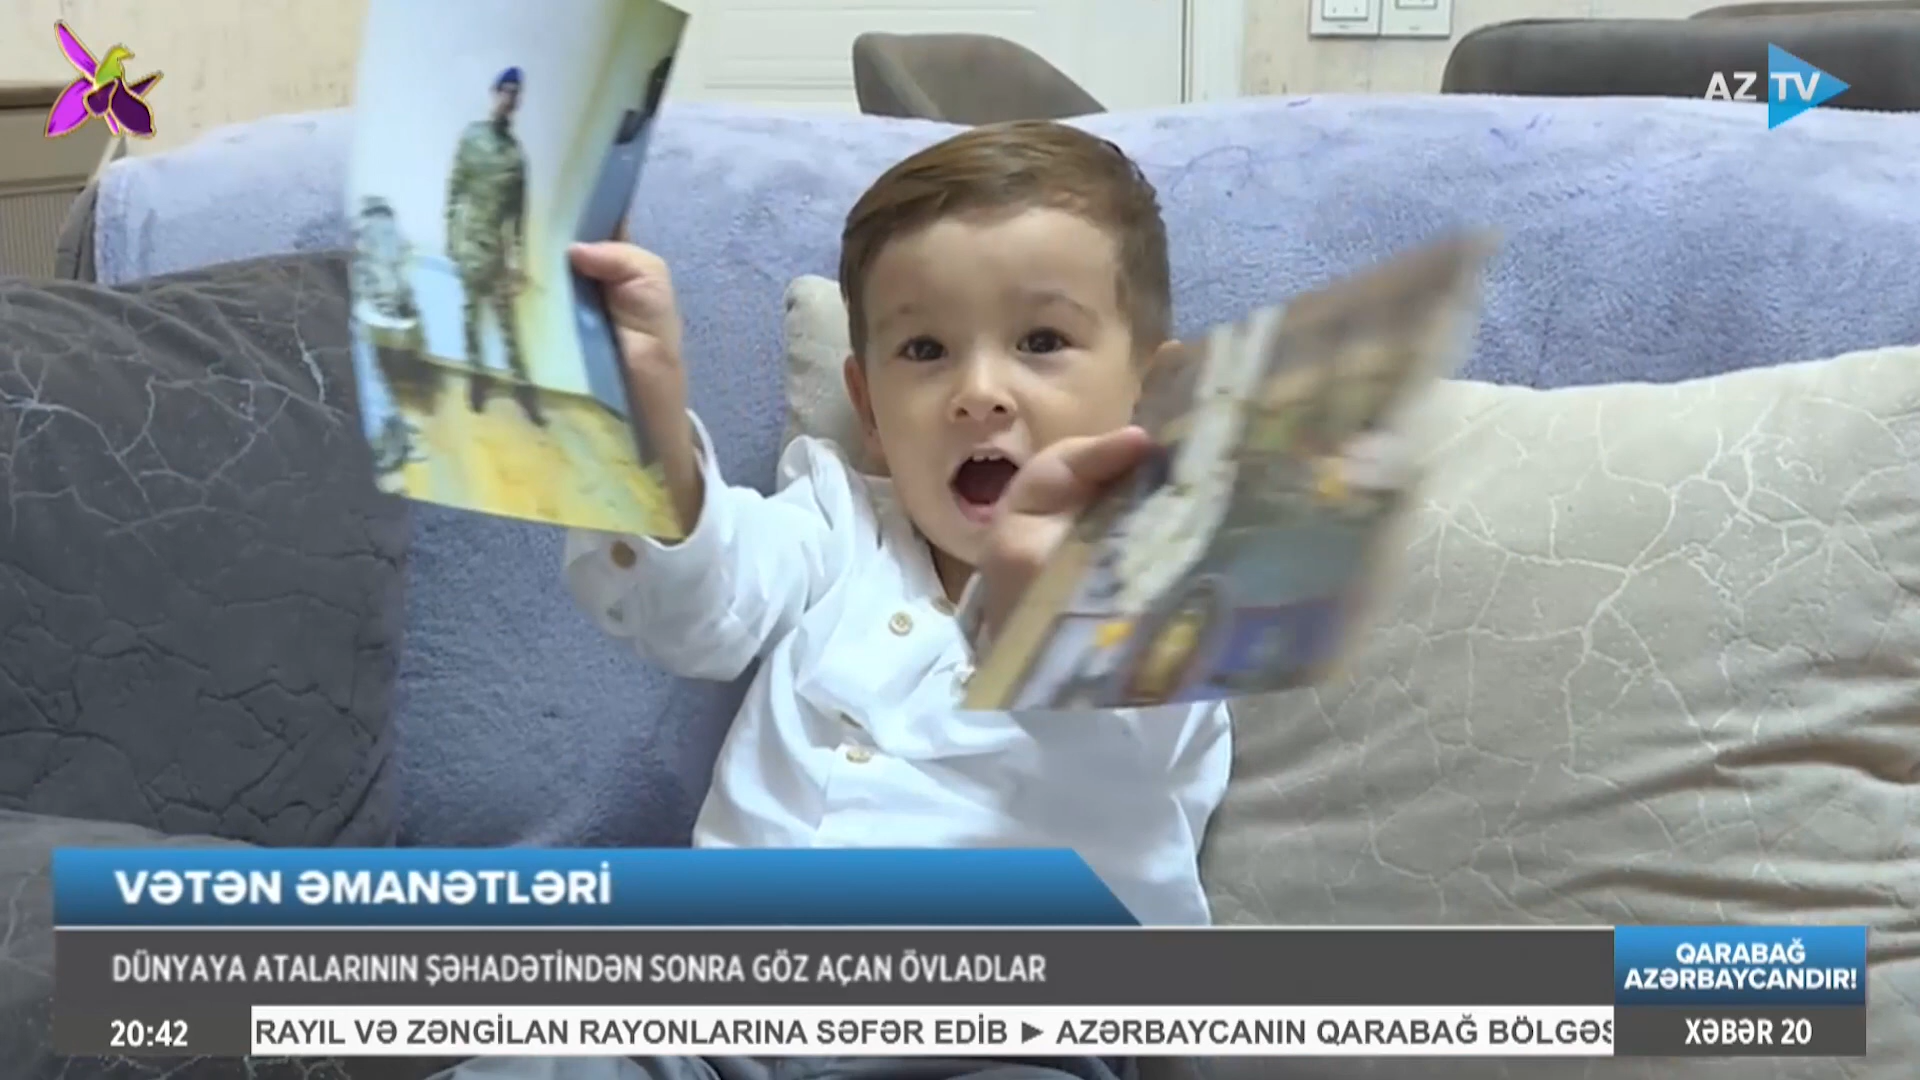 AZ TV
VƏTƏN ƏMANƏTLƏRİ
DÜNYAYA ATALARININ ŞƏHADƏTİNDƏN SONRA GÖZ AÇAN ÖVLADLAR
QARABAĞ
AZƏRBAYCANDIR!
20:42
RAYIL VƏ ZƏNGİLAN RAYONLARINA SƏFƏR EDİB ► AZƏRBAYCANIN QARABAĞ BÖLGƏS
XƏBƏR 20